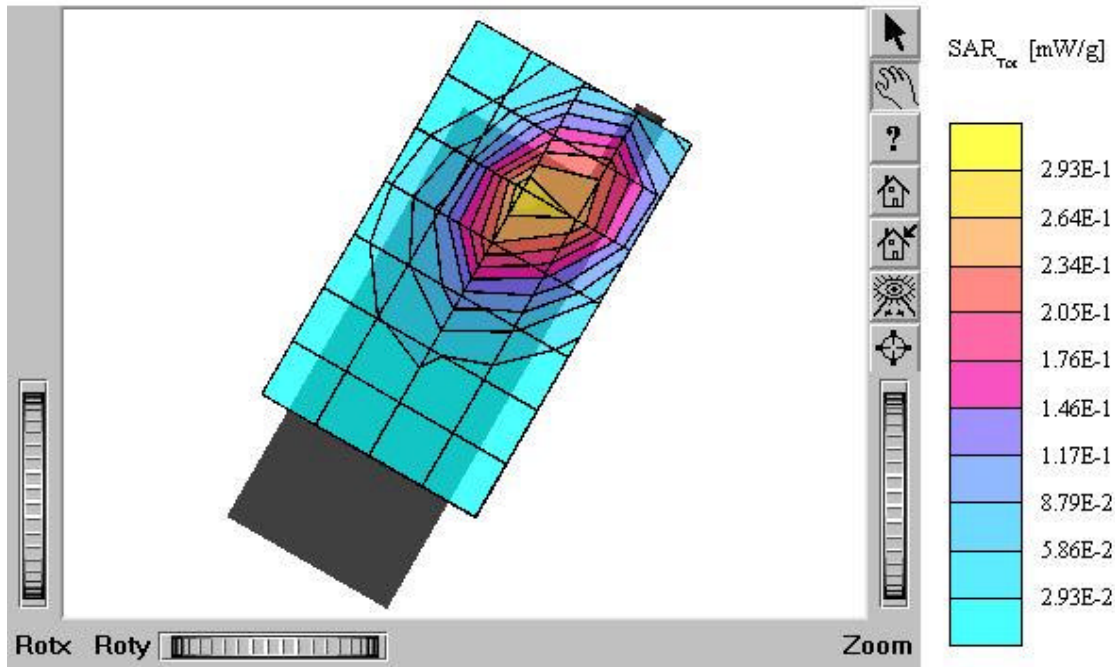 SAR_Tot [mW/g]
?
2.93E-1
2.64E-1
2.34E-1
2.05E-1
1.76E-1
1.46E-1
1.17E-1
8.79E-2
5.86E-2
2.93E-2
Rotx Roty Zoom